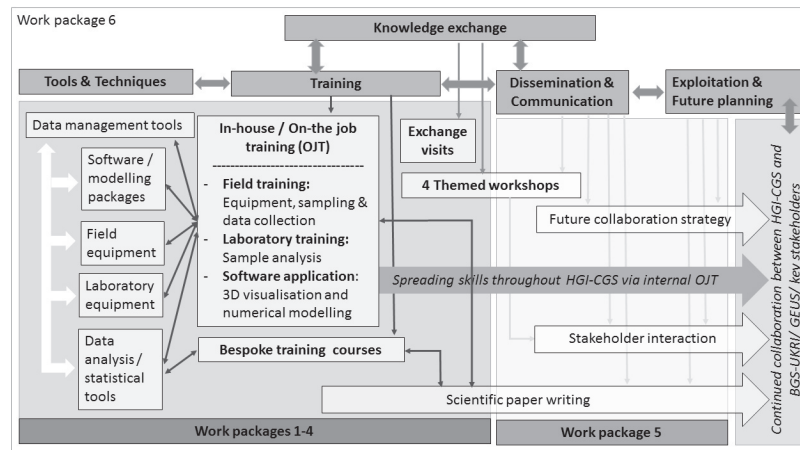 Work package 6
Knowledge exchange
Tools & Techniques
Training
Dissemination &
Communication
Exploitation &
Future planning
Data management tools
Software /
modelling
packages
Field
equipment
Laboratory
equipment
Data
analysis/
statistical
tools
In-house / On-the job
training (OJT)
----------------------------------
- Field training:
Equipment, sampling &
data collection
- Laboratory training:
Sample analysis
- Software application:
3D visualisation and
numerical modelling
Bespoke training courses
Exchange
visits
4 Themed workshops
Future collaboration strategy
Spreading skills throughout HGI-CGS via internal OJT
Stakeholder interaction
Scientific paper writing
Continued collaboration between HGI-CGS and
BGS-UKRI/ GEUS/ key stakeholders
Work packages 1-4
Work package 5